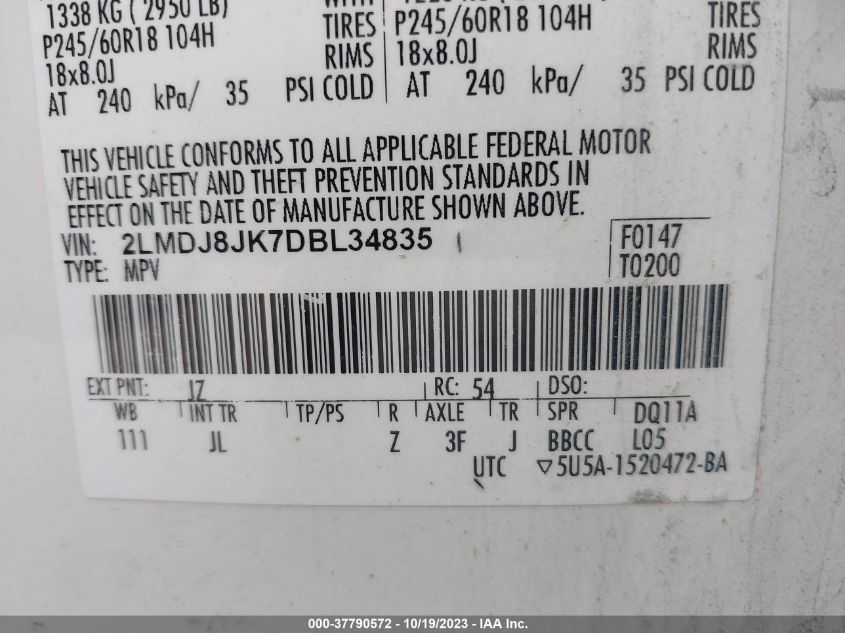 1338 KG ( 2950 LB)
P245/60R18 104H TIRES P245/60R18 104H TIRES
18x8.0J RIMS 18x8.0J RIMS
AT 240 kPa/ 35 PSI COLD AT 240 kPa/ 35 PSI COLD
THIS VEHICLE CONFORMS TO ALL APPLICABLE FEDERAL MOTOR
VEHICLE SAFETY AND THEFT PREVENTION STANDARDS IN
EFFECT ON THE DATE OF MANUFACTURE SHOWN ABOVE.
VIN: 2LMDJ8JK7DBL34835 F0147
TYPE: MPV T0200
EXT PNT: JZ RC: 54 DSO:
WB INT TR TP/PS R AXLE TR SPR DQ11A
111 JL Z 3F J BBCC L05
UTC ▽5U5A-1520472-BA
000-37790572 - 10/19/2023 - IAA Inc.